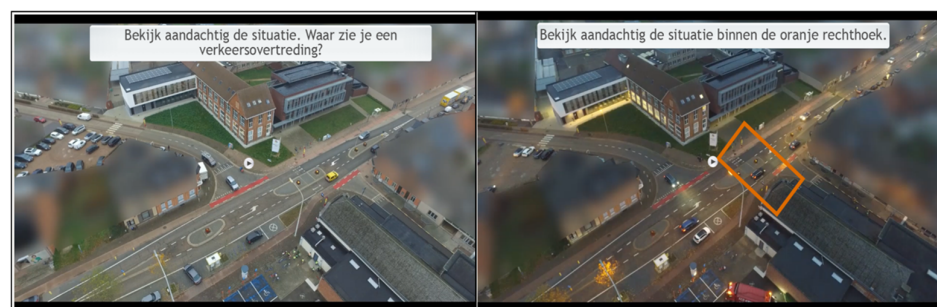 Bekijk aandachtig de situatie. Waar zie je een
verkeersovertreding?
Bekijk aandachtig de situatie binnen de oranje rechthoek.